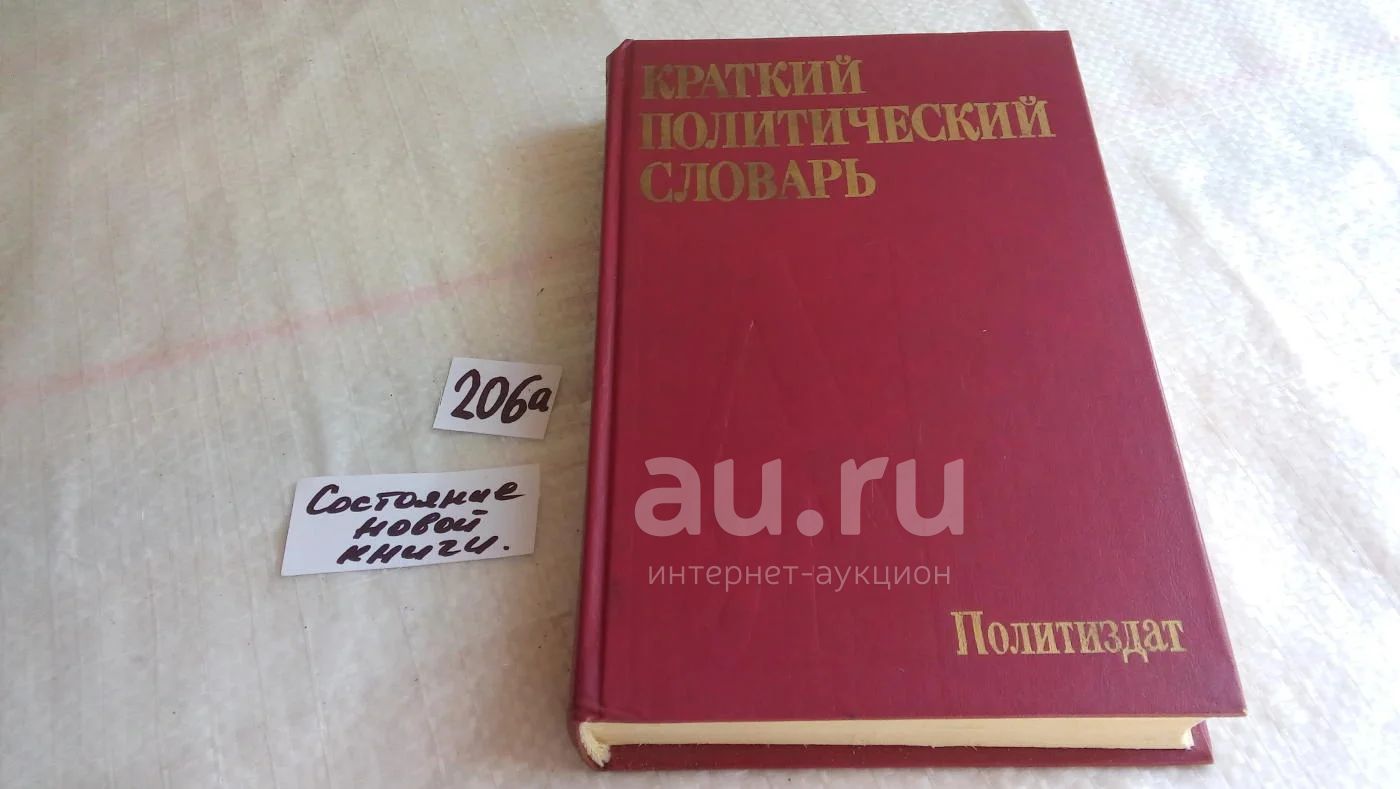 КРАТКИЙ
ПОЛИТИЧЕСКИЙ
СЛОВАРЬ
206а
Состояние
новой
книги.
au.ru
интернет-аукцион
Политиздат